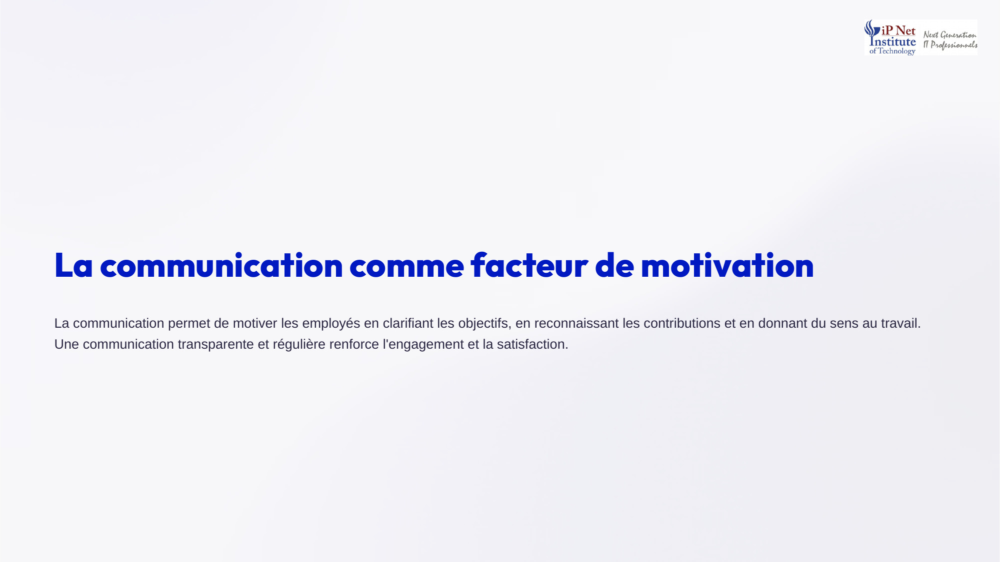 iP Net
Institute
of Technology
Next Generation
IT Professionnels
La communication comme facteur de motivation
La communication permet de motiver les employés en clarifiant les objectifs, en reconnaissant les contributions et en donnant du sens au travail.
Une communication transparente et régulière renforce l'engagement et la satisfaction.